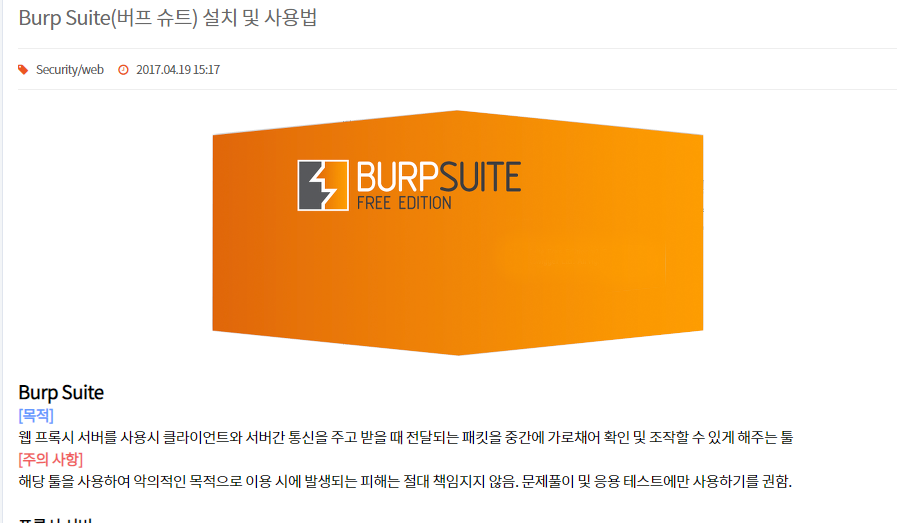 Burp Suite(버프 슈트) 설치 및 사용법
Security/web 2017.04.19 15:17
BURPSUITE
FREE EDITION
Burp Suite
[목적]
웹 프록시 서버를 사용시 클라이언트와 서버간 통신을 주고 받을 때 전달되는 패킷을 중간에 가로채어 확인 및 조작할 수 있게 해주는 툴
[주의 사항]
해당 툴을 사용하여 악의적인 목적으로 이용 시에 발생되는 피해는 절대 책임지지 않음. 문제풀이 및 응용 테스트에만 사용하기를 권함.